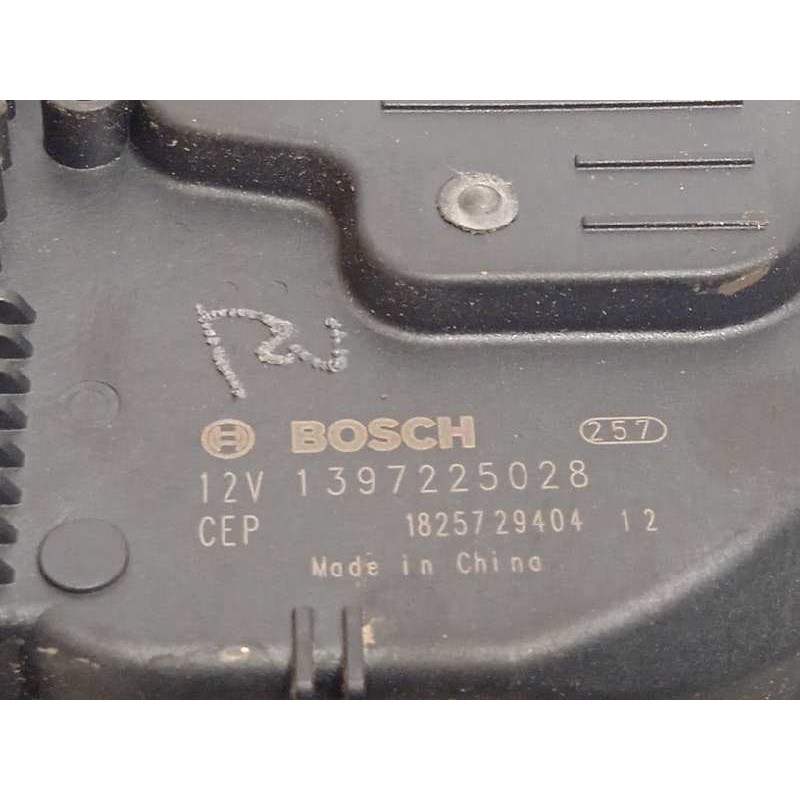 BOSCH 257
12V 1397225028
CEP 1825729404 12
Made in China